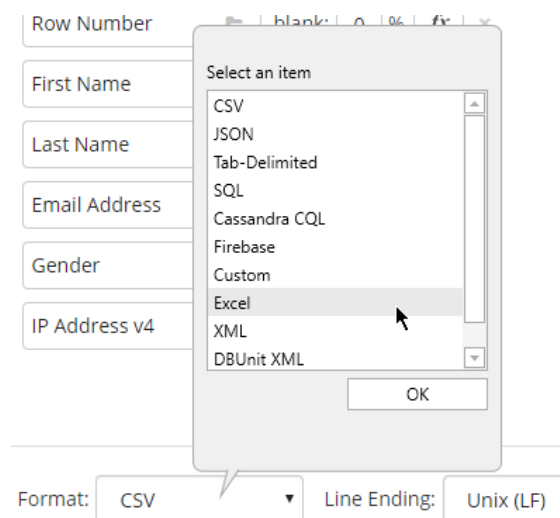 Row Number blank: 0 % fx ×
First Name
Select an item
CSV
JSON
Last Name
Tab-Delimited
SQL
Email Address
Cassandra CQL
Firebase
Gender
Custom
Excel
IP Address v4
XML
DBUnit XML
OK
Format: CSV Line Ending: Unix (LF)